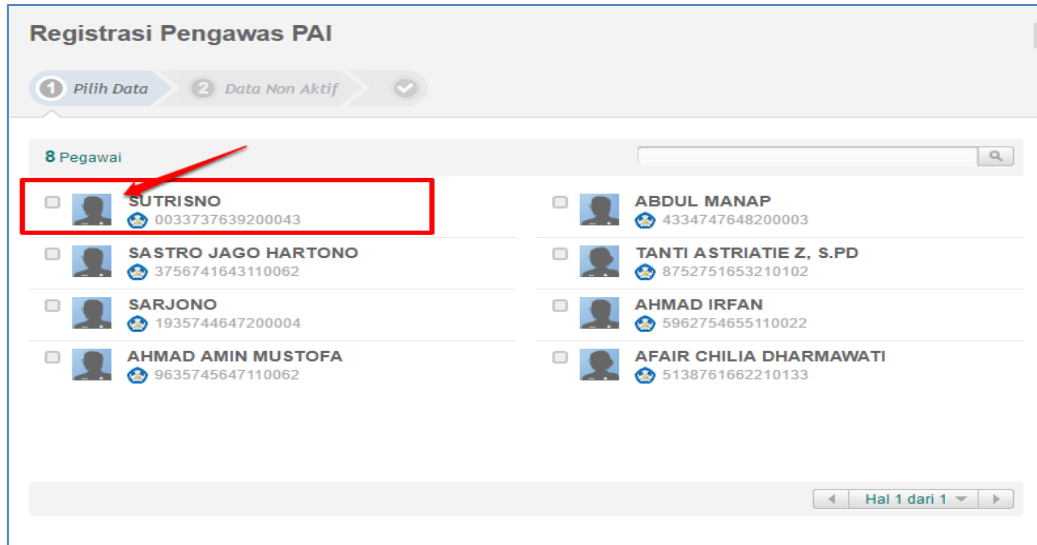 Registrasi Pengawas PAI
1 Pilih Data 2 Data Non Aktif
8 Pegawai
SUTRISNO
0033737639200043
ABDUL MANAP
4334747648200003
SASTRO JAGO HARTONO
3756741643110062
TANTI ASTRIATIE Z, S.PD
8752751653210102
SARJONO
1935744647200004
AHMAD IRFAN
5962754655110022
AHMAD AMIN MUSTOFA
9635745647110062
AFAIR CHILIA DHARMAWATI
5138761662210133
Hal 1 dari 1